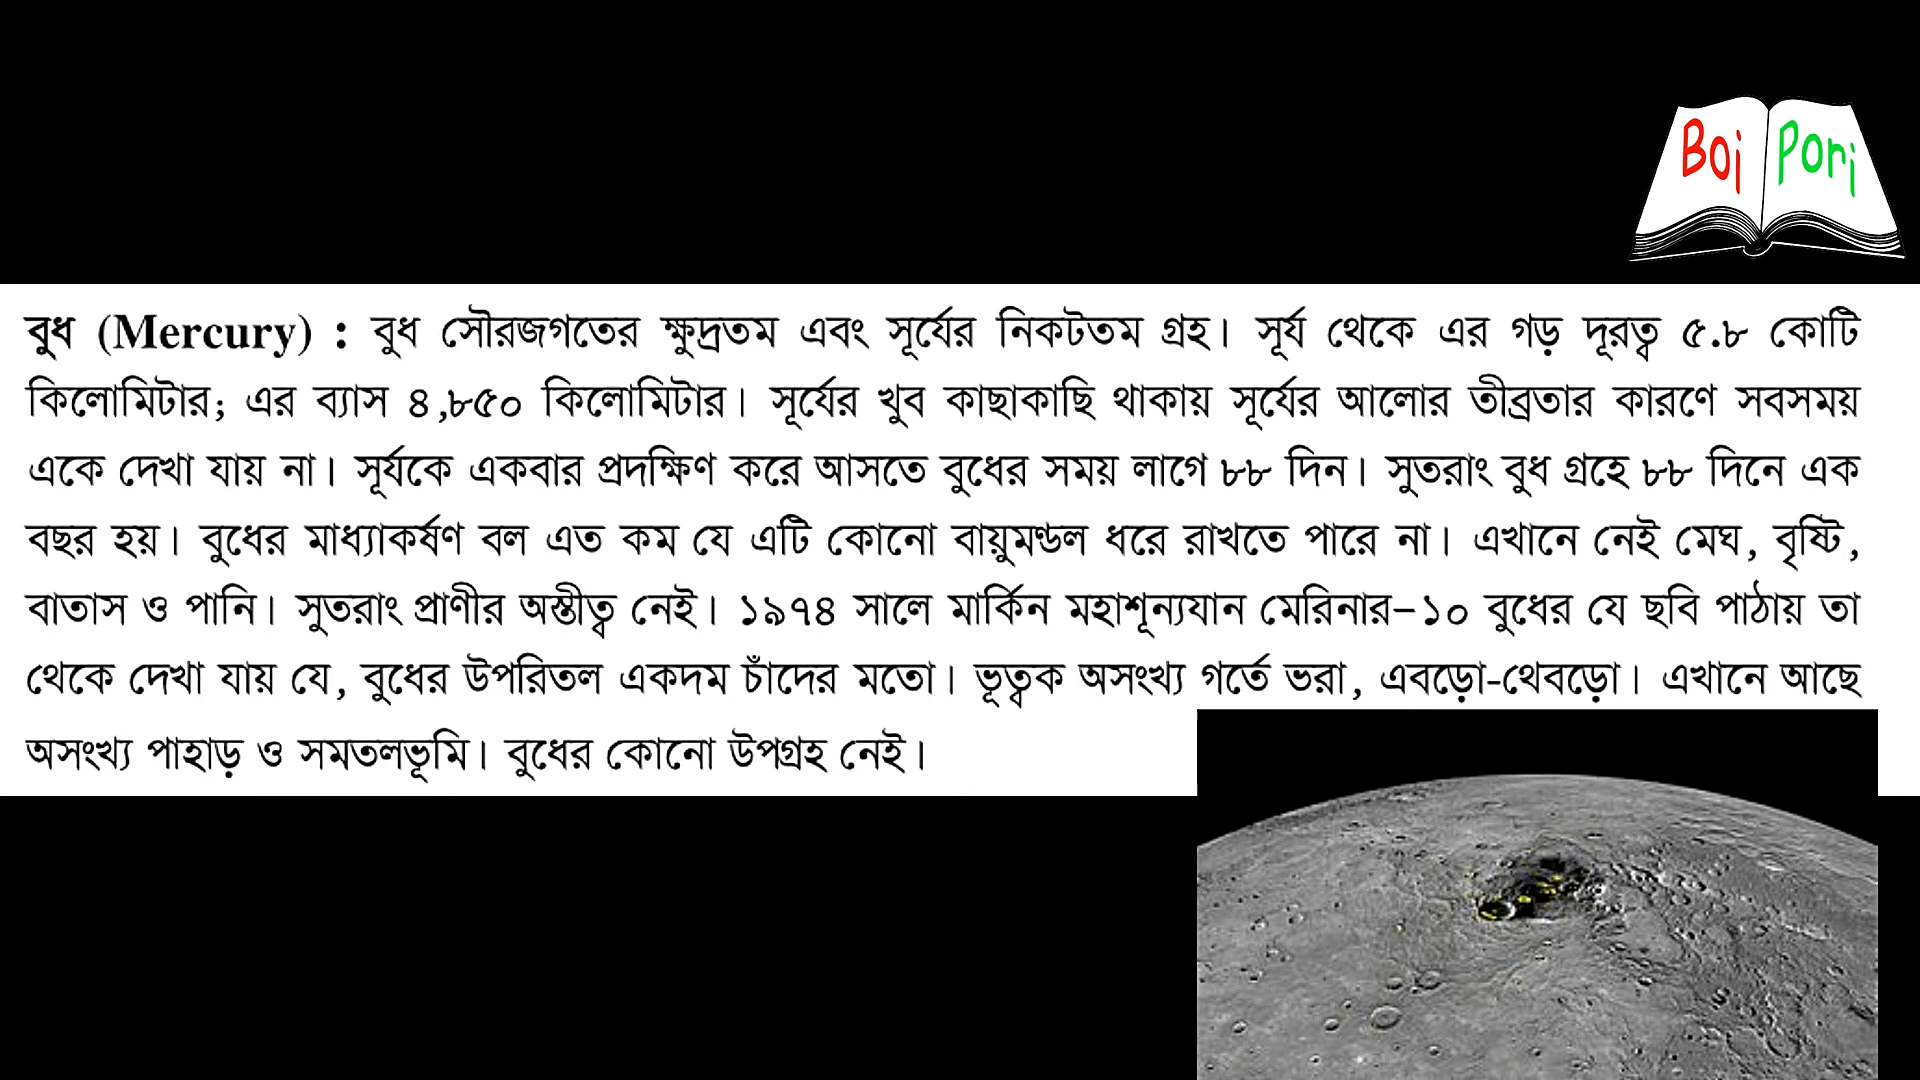 Boi Pori
বুধ (Mercury) : বুধ সৌরজগতের ক্ষুদ্রতম এবং সূর্যের নিকটতম গ্রহ। সূর্য থেকে এর গড় দূরত্ব ৫.৮ কোটি
কিলোমিটার; এর ব্যাস ৪,৮৫০ কিলোমিটার। সূর্যের খুব কাছাকাছি থাকায় সূর্যের আলোর তীব্রতার কারণে সবসময়
একে দেখা যায় না। সূর্যকে একবার প্রদক্ষিণ করে আসতে বুধের সময় লাগে ৮৮ দিন। সুতরাং বুধ গ্রহে ৮৮ দিনে এক
বছর হয়। বুধের মাধ্যাকর্ষণ বল এত কম যে এটি কোনো বায়ুমণ্ডল ধরে রাখতে পারে না। এখানে নেই মেঘ, বৃষ্টি,
বাতাস ও পানি। সুতরাং প্রাণীর অস্তীত্ব নেই। ১৯৭৪ সালে মার্কিন মহাশূন্যযান মেরিনার–১০ বুধের যে ছবি পাঠায় তা
থেকে দেখা যায় যে, বুধের উপরিতল একদম চাঁদের মতো। ভূত্বক অসংখ্য গর্তে ভরা, এবড়ো-থেবড়ো। এখানে আছে
অসংখ্য পাহাড় ও সমতলভূমি। বুধের কোনো উপগ্রহ নেই।